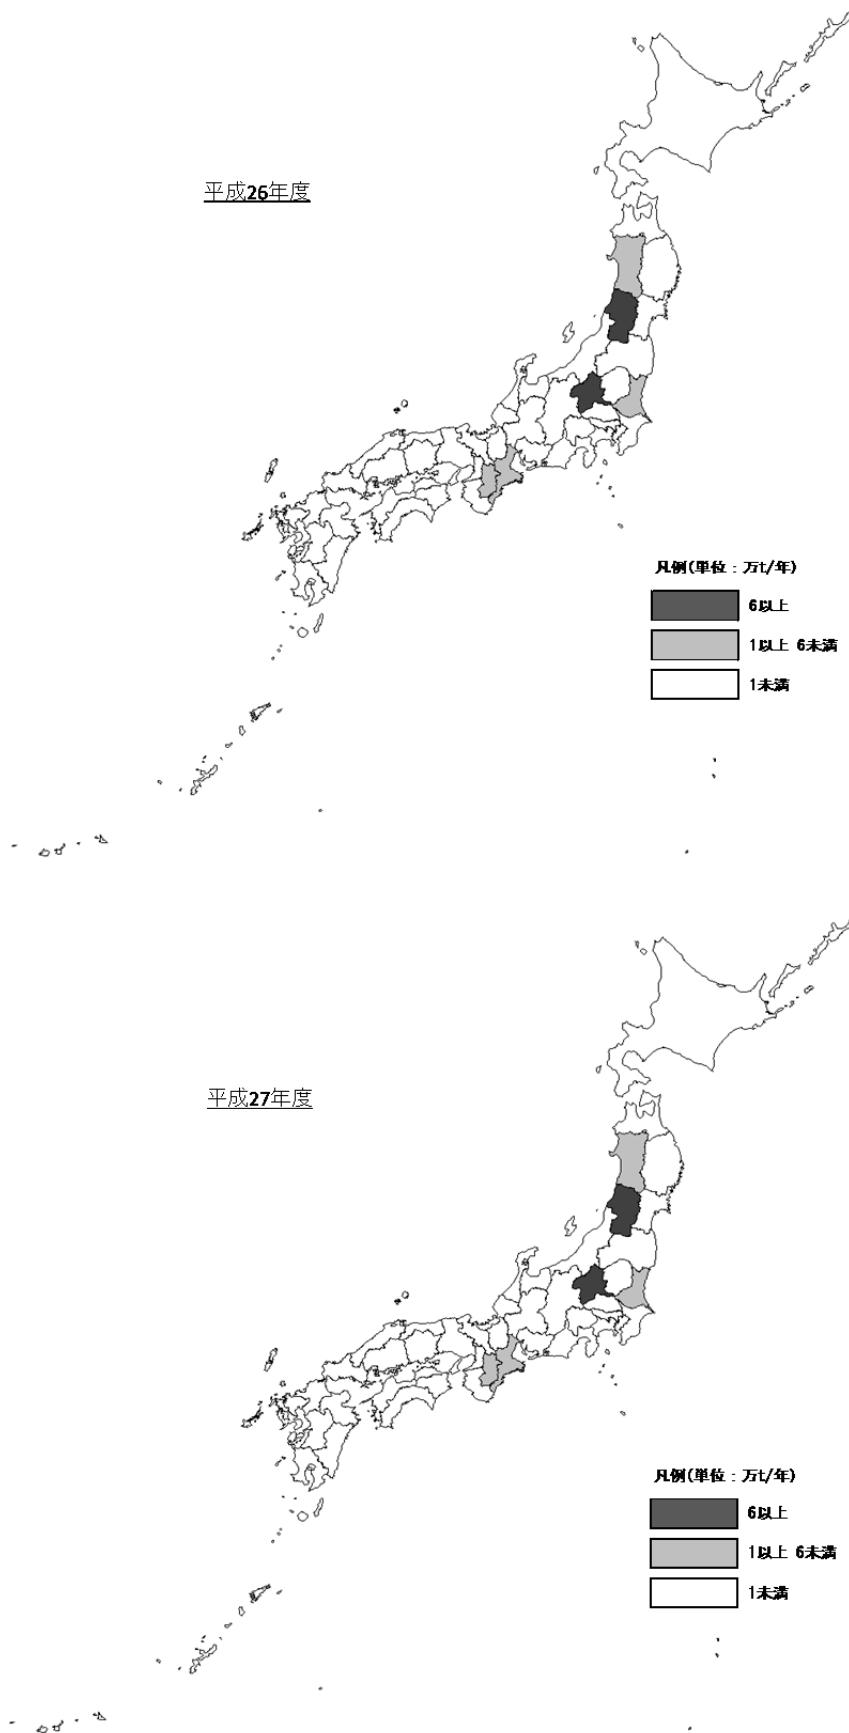 平成26年度
凡例(単位：万t/年)
6以上
1以上 6未満
1未満
平成27年度
凡例(単位：万t/年)
6以上
1以上 6未満
1未満